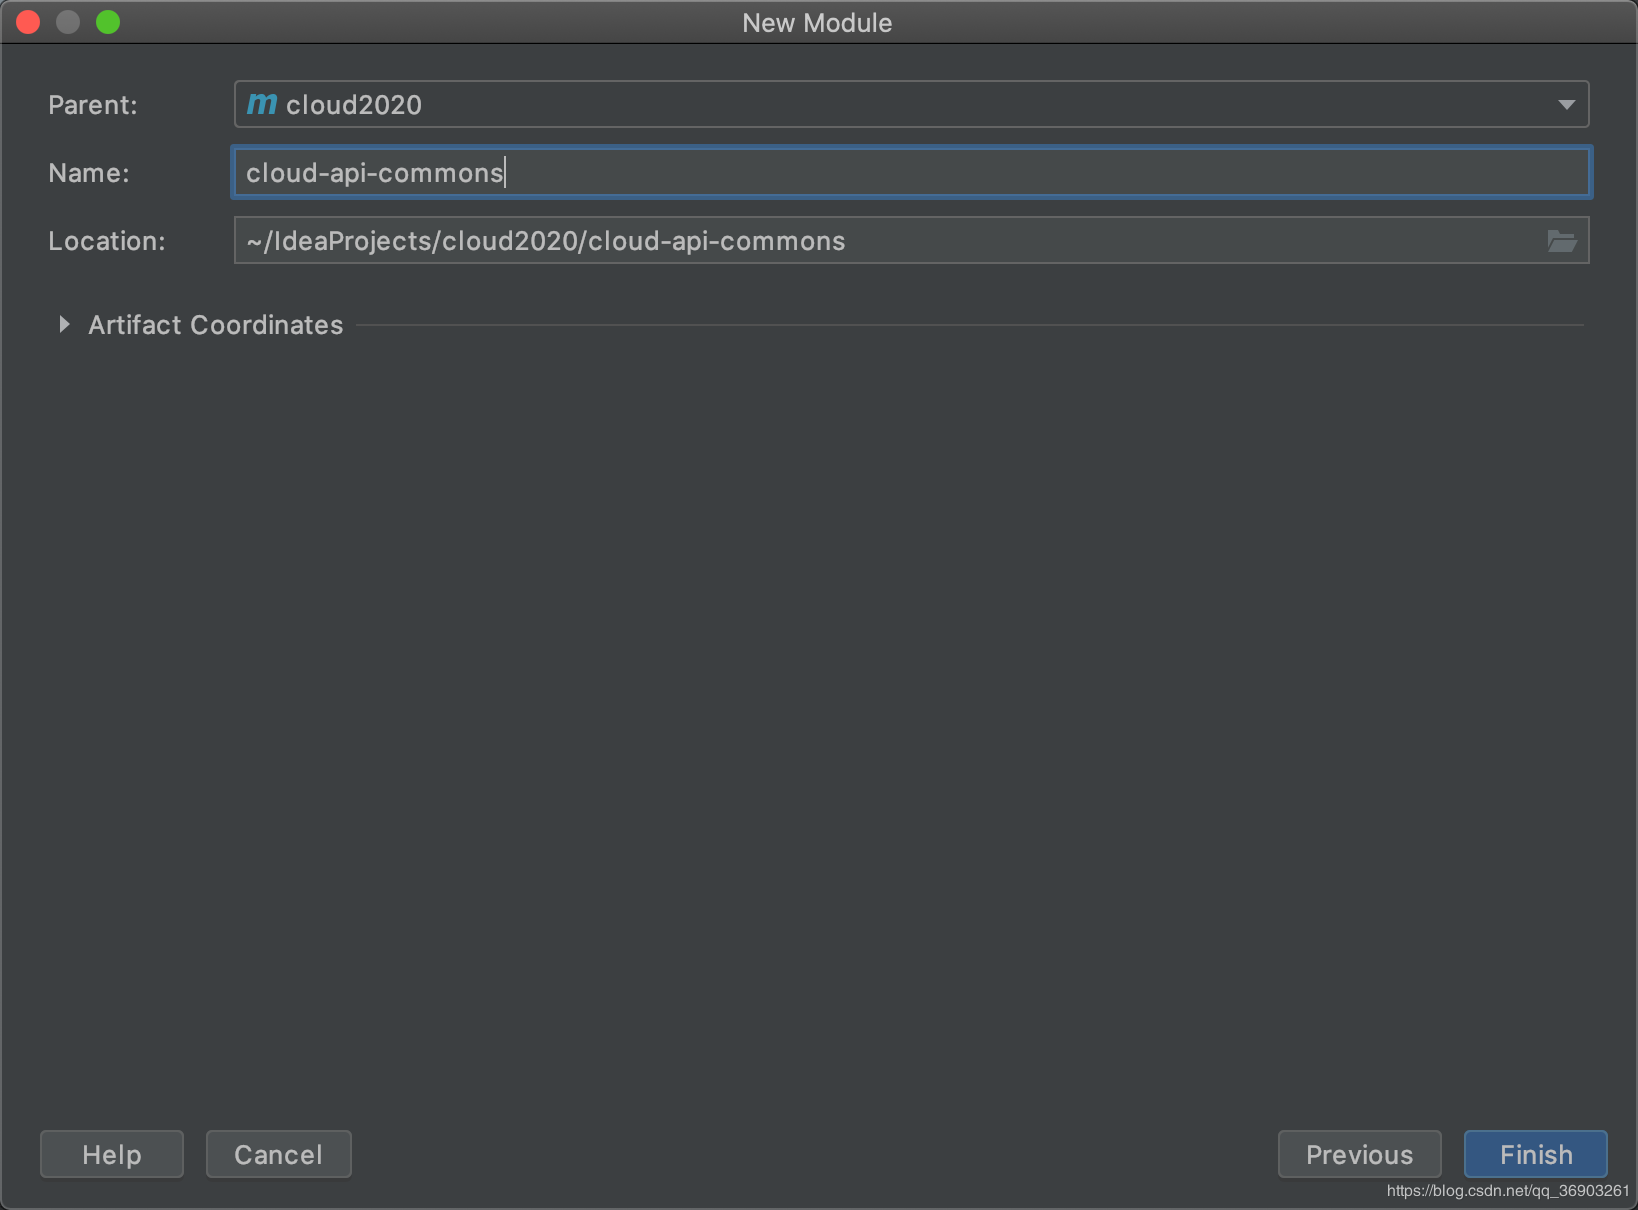 New Module
Parent: m cloud2020
Name: cloud-api-commons
Location: ~/IdeaProjects/cloud2020/cloud-api-commons
Artifact Coordinates
Help Cancel Previous Finish
https://blog.csdn.net/qq_36903261